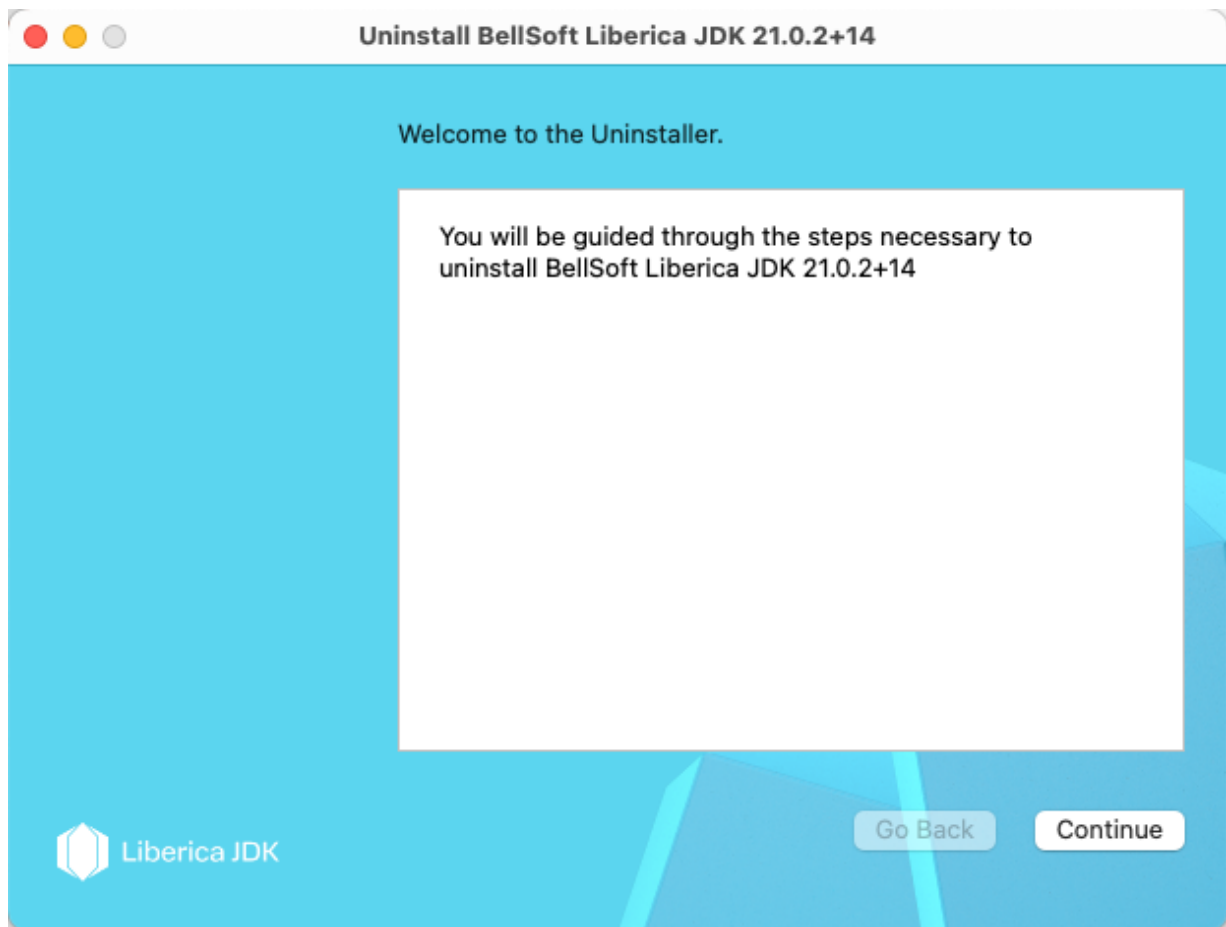 Uninstall BellSoft Liberica JDK 21.0.2+14
Welcome to the Uninstaller.
You will be guided through the steps necessary to
uninstall BellSoft Liberica JDK 21.0.2+14
Go Back
Continue
Liberica JDK